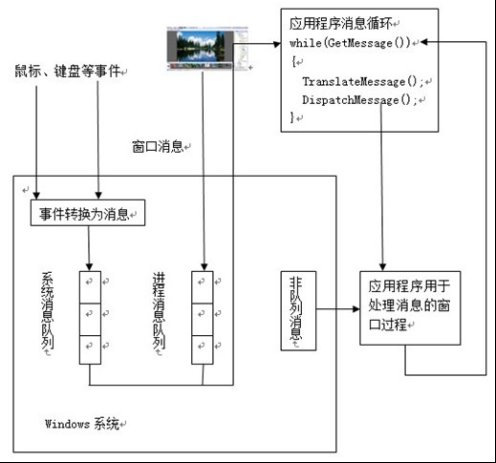 应用程序消息循环
while(GetMessage())
{
TranslateMessage();
DispatchMessage();
}
鼠标、键盘等事件
窗口消息
事件转换为消息
系统消息队列
进程消息队列
非队列消息
应用程序用于
处理消息的窗
口过程
Windows 系统